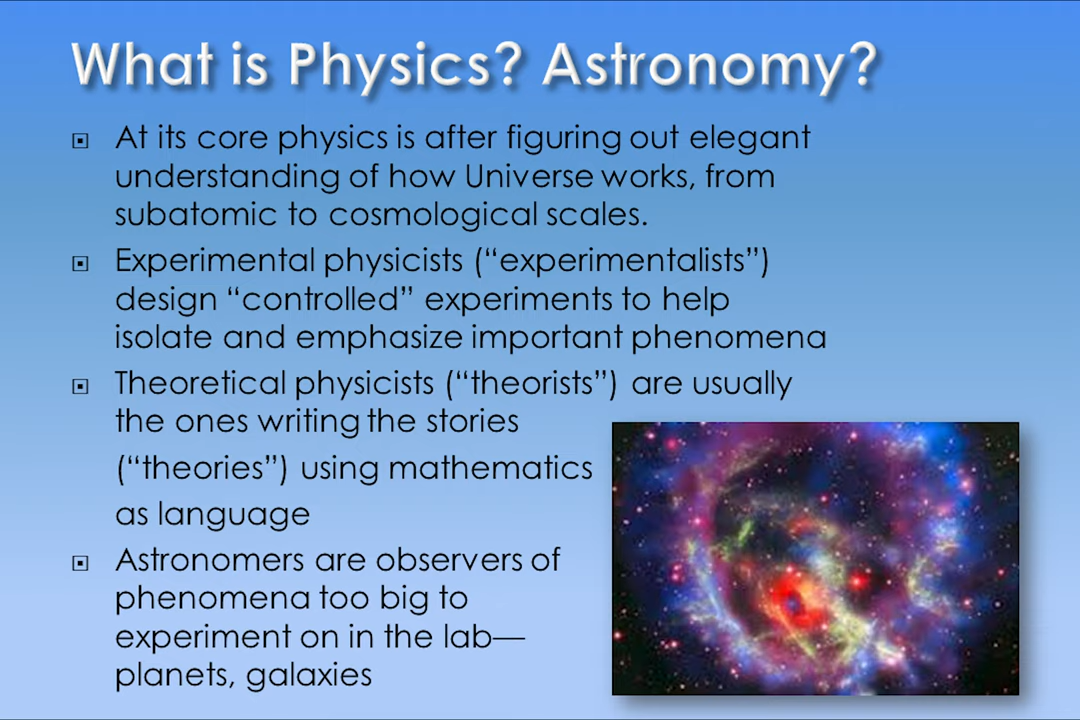 What is Physics? Astronomy?
At its core physics is after figuring out elegant
understanding of how Universe works, from
subatomic to cosmological scales.
Experimental physicists (“experimentalists”)
design “controlled” experiments to help
isolate and emphasize important phenomena
Theoretical physicists (“theorists”) are usually
the ones writing the stories
(“theories”) using mathematics
as language
Astronomers are observers of
phenomena too big to
experiment on in the lab—
planets, galaxies